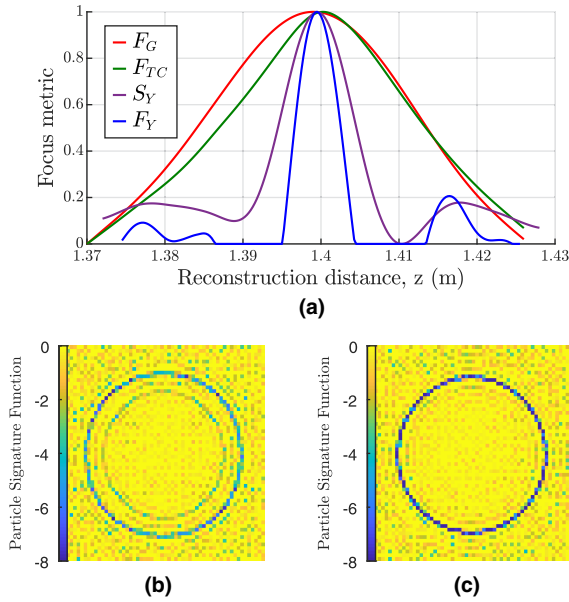 1
0.8
0.6
0.4
0.2
0
Focus metric
F_G
F_{TC}
S_Y
F_Y
1.37 1.38 1.39 1.4 1.41 1.42 1.43
Reconstruction distance, z (m)
(a)
Particle Signature Function
0
-2
-4
-6
-8
(b)
Particle Signature Function
0
-2
-4
-6
-8
(c)